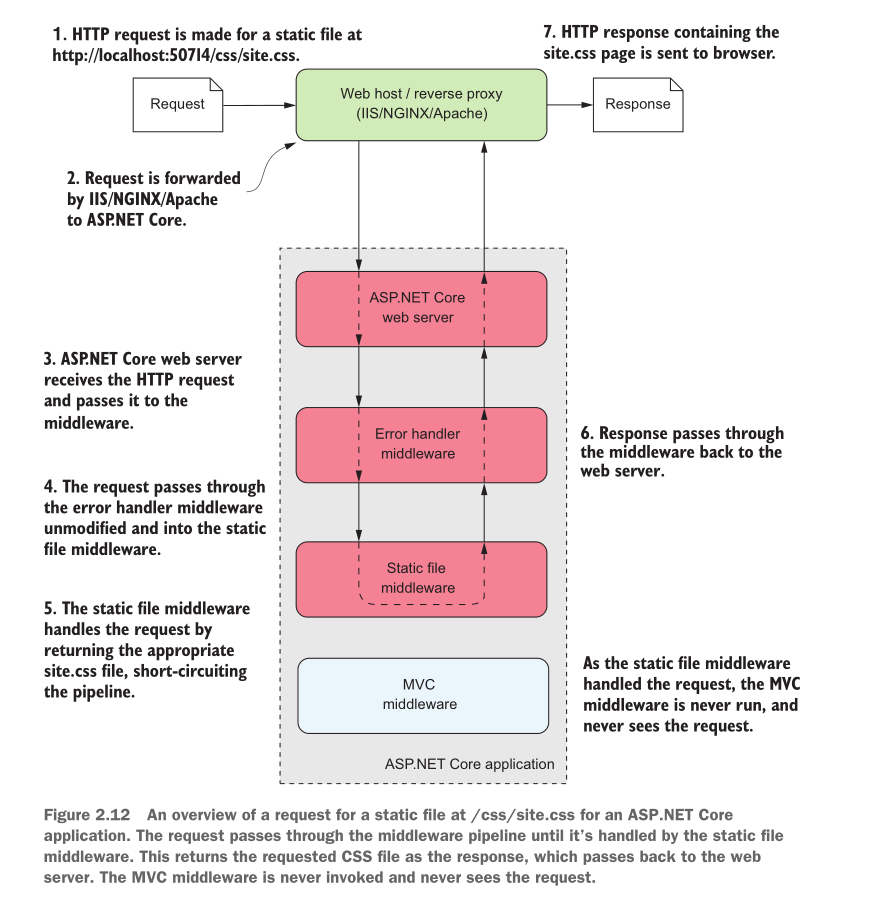 1. HTTP request is made for a static file at
http://localhost:50714/css/site.css.
7. HTTP response containing the
site.css page is sent to browser.
Request
Web host / reverse proxy
(IIS/NGINX/Apache)
Response
2. Request is forwarded
by IIS/NGINX/Apache
to ASP.NET Core.
ASP.NET Core
web server
3. ASP.NET Core web server
receives the HTTP request
and passes it to the
middleware.
Error handler
middleware
6. Response passes through
the middleware back to the
web server.
4. The request passes through
the error handler middleware
unmodified and into the static
file middleware.
Static file
middleware
5. The static file middleware
handles the request by
returning the appropriate
site.css file, short-circuiting
the pipeline.
MVC
middleware
As the static file middleware
handled the request, the MVC
middleware is never run, and
never sees the request.
ASP.NET Core application
Figure 2.12 An overview of a request for a static file at /css/site.css for an ASP.NET Core
application. The request passes through the middleware pipeline until it's handled by the static file
middleware. This returns the requested CSS file as the response, which passes back to the web
server. The MVC middleware is never invoked and never sees the request.